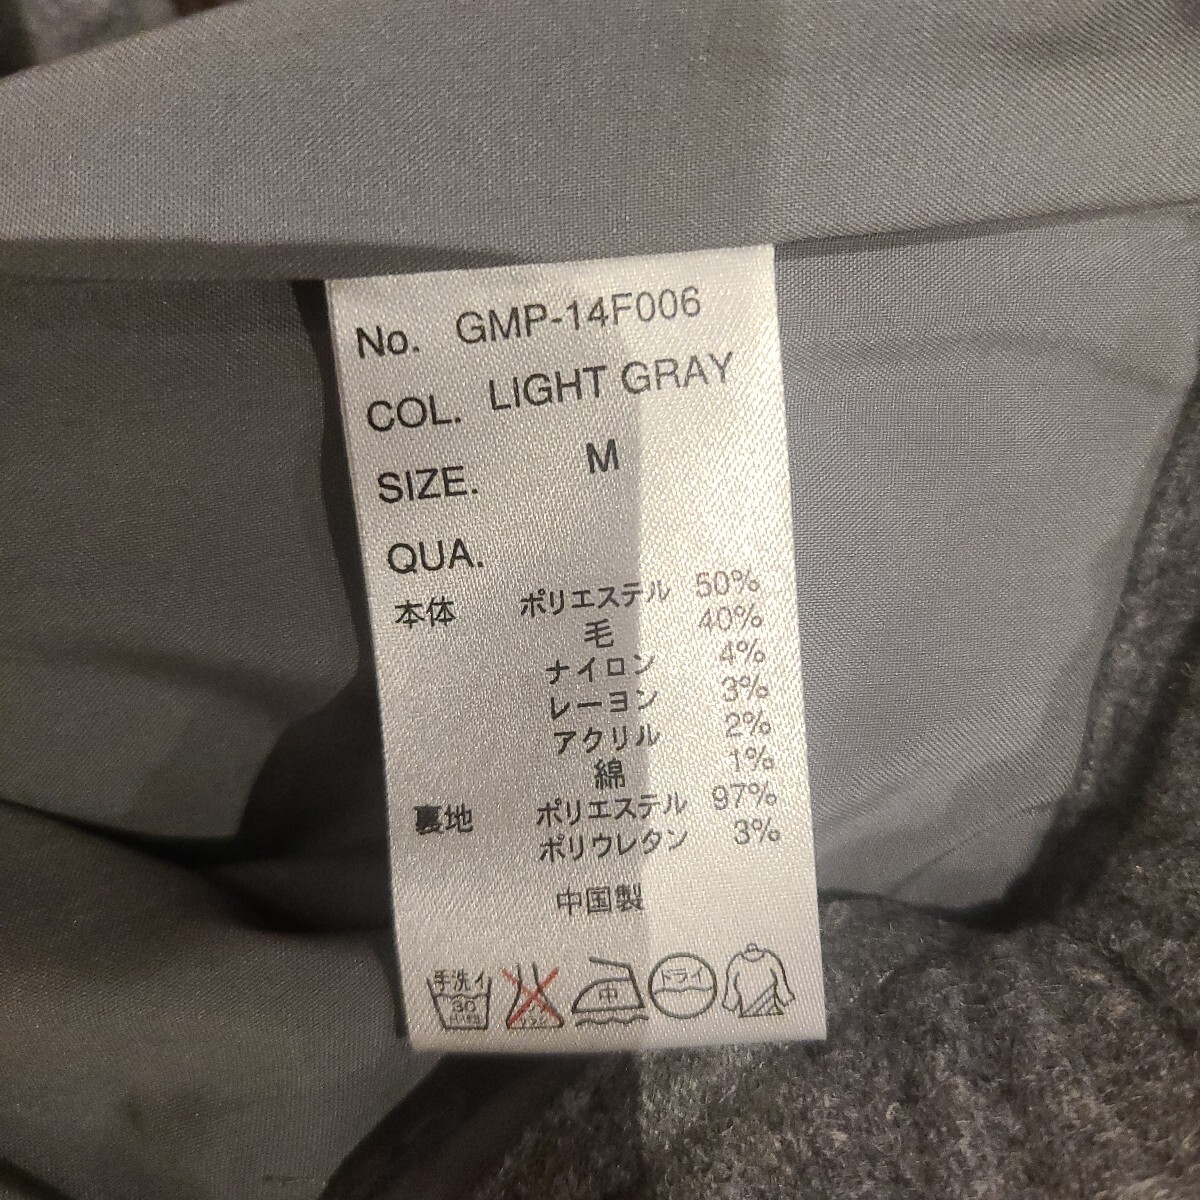 No. GMP-14F006
COL. LIGHT GRAY
SIZE. M
QUA.
本体 ポリエステル 50%
毛 40%
ナイロン 4%
レーヨン 3%
アクリル 2%
綿 1%
裏地 ポリエステル 97%
ポリウレタン 3%
中国製
手洗イ 30 中 ドライ